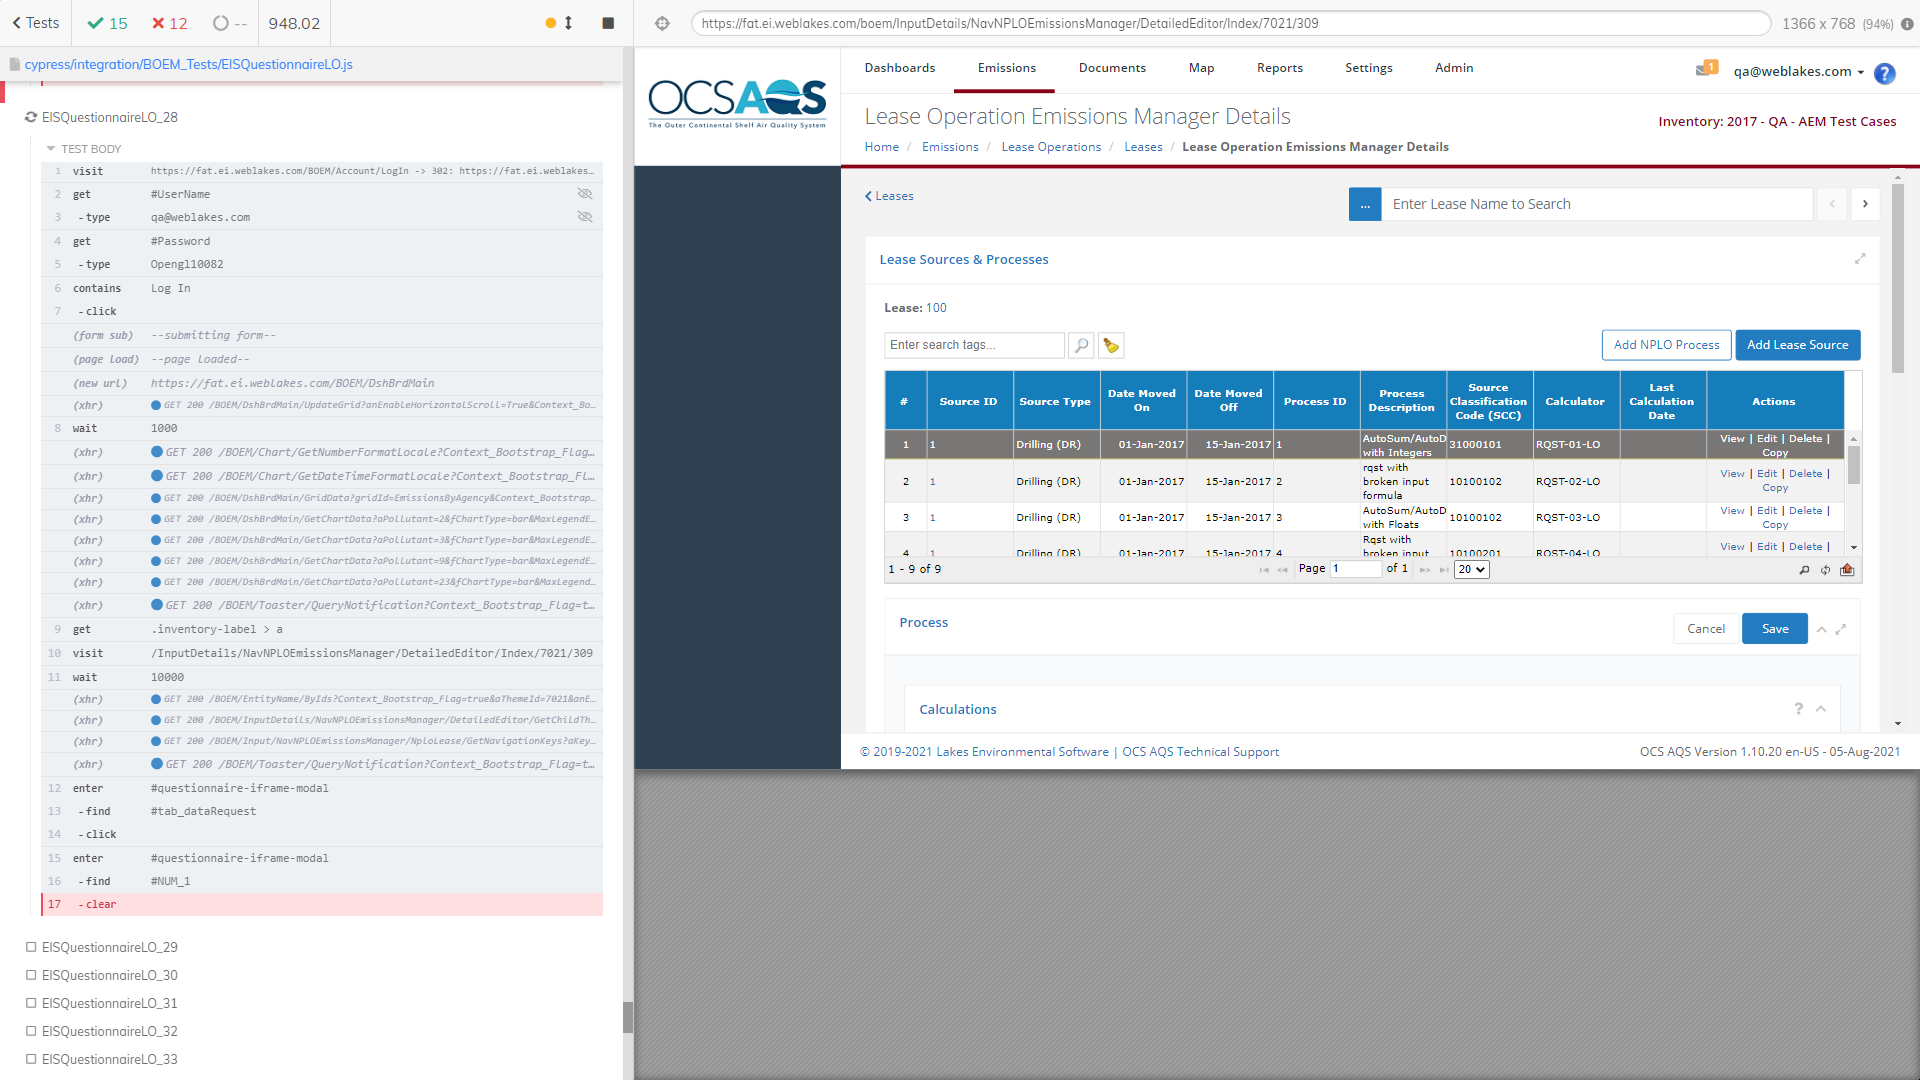 Tests
15
12
--
948.02
https://fat.ei.weblakes.com/boem/InputDetails/NavNPLOEmissionsManager/DetailedEditor/Index/7021/309
1366 x 768 (94%)
cypress/integration/BOEM_Tests/EISQuestionnaireLO.js
EISQuestionnaireLO_28
TEST BODY
1 visit https://fat.ei.weblakes.com/BOEM/Account/LogIn -> 302: https://fat.ei.weblakes...
2 get #UserName
3 -type qa@weblakes.com
4 get #Password
5 -type Opengl10082
6 contains Log In
7 -click
(form sub) --submitting form--
(page load) --page loaded--
(new url) https://fat.ei.weblakes.com/BOEM/DshBrdMain
(xhr) GET 200 /BOEM/DshBrdMain/UpdateGrid?anEnableHorizontalScroll=True&Context_Bo...
8 wait 1000
(xhr) GET 200 /BOEM/Chart/GetNumberFormatLocale?Context_Bootstrap_Flag...
(xhr) GET 200 /BOEM/Chart/GetDateTimeFormatLocale?Context_Bootstrap_Fl...
(xhr) GET 200 /BOEM/DshBrdMain/GridData?gridId=EmissionsByAgency&Context_Bootstrap...
(xhr) GET 200 /BOEM/DshBrdMain/GetChartData?aPollutant=2&fChartType=bar&MaxLegendE...
(xhr) GET 200 /BOEM/DshBrdMain/GetChartData?aPollutant=3&fChartType=bar&MaxLegendE...
(xhr) GET 200 /BOEM/DshBrdMain/GetChartData?aPollutant=9&fChartType=bar&MaxLegendE...
(xhr) GET 200 /BOEM/DshBrdMain/GetChartData?aPollutant=23&fChartType=bar&MaxLegend...
(xhr) GET 200 /BOEM/Toaster/QueryNotification?Context_Bootstrap_Flag=t...
9 get .inventory-label > a
10 visit /InputDetails/NavNPLOEmissionsManager/DetailedEditor/Index/7021/309
11 wait 10000
(xhr) GET 200 /BOEM/EntityName/ByIds?Context_Bootstrap_Flag=true&aThemeId=7021&anE...
(xhr) GET 200 /BOEM/InputDetails/NavNPLOEmissionsManager/DetailedEditor/GetChildTh...
(xhr) GET 200 /BOEM/Input/NavNPLOEmissionsManager/NploLease/GetNavigationKeys?aKey...
(xhr) GET 200 /BOEM/Toaster/QueryNotification?Context_Bootstrap_Flag=t...
12 enter #questionnaire-iframe-modal
13 -find #tab_dataRequest
14 -click
15 enter #questionnaire-iframe-modal
16 -find #NUM_1
17 -clear
EISQuestionnaireLO_29
EISQuestionnaireLO_30
EISQuestionnaireLO_31
EISQuestionnaireLO_32
EISQuestionnaireLO_33
OCSAQS
The Outer Continental Shelf Air Quality System
Dashboards Emissions Documents Map Reports Settings Admin
1 qa@weblakes.com ?
Lease Operation Emissions Manager Details
Inventory: 2017 - QA - AEM Test Cases
Home / Emissions / Lease Operations / Leases / Lease Operation Emissions Manager Details
Leases
... Enter Lease Name to Search
Lease Sources & Processes
Lease: 100
Enter search tags...
Add NPLO Process Add Lease Source
# Source ID Source Type Date Moved On Date Moved Off Process ID Process Description Source Classification Code (SCC) Calculator Last Calculation Date Actions
1 1 Drilling (DR) 01-Jan-2017 15-Jan-2017 1 AutoSum/AutoD with Integers 31000101 RQST-01-LO View | Edit | Delete | Copy
2 1 Drilling (DR) 01-Jan-2017 15-Jan-2017 2 rqst with broken input formula 10100102 RQST-02-LO View | Edit | Delete | Copy
3 1 Drilling (DR) 01-Jan-2017 15-Jan-2017 3 AutoSum/AutoD with Floats 10100102 RQST-03-LO View | Edit | Delete | Copy
4 1 Drilling (DR) 01-Jan-2017 15-Jan-2017 4 Rqst with broken input 10100201 RQST-04-LO View | Edit | Delete |
1 - 9 of 9
Page 1 of 1 20
Process
Cancel Save
Calculations
?
© 2019-2021 Lakes Environmental Software | OCS AQS Technical Support
OCS AQS Version 1.10.20 en-US - 05-Aug-2021